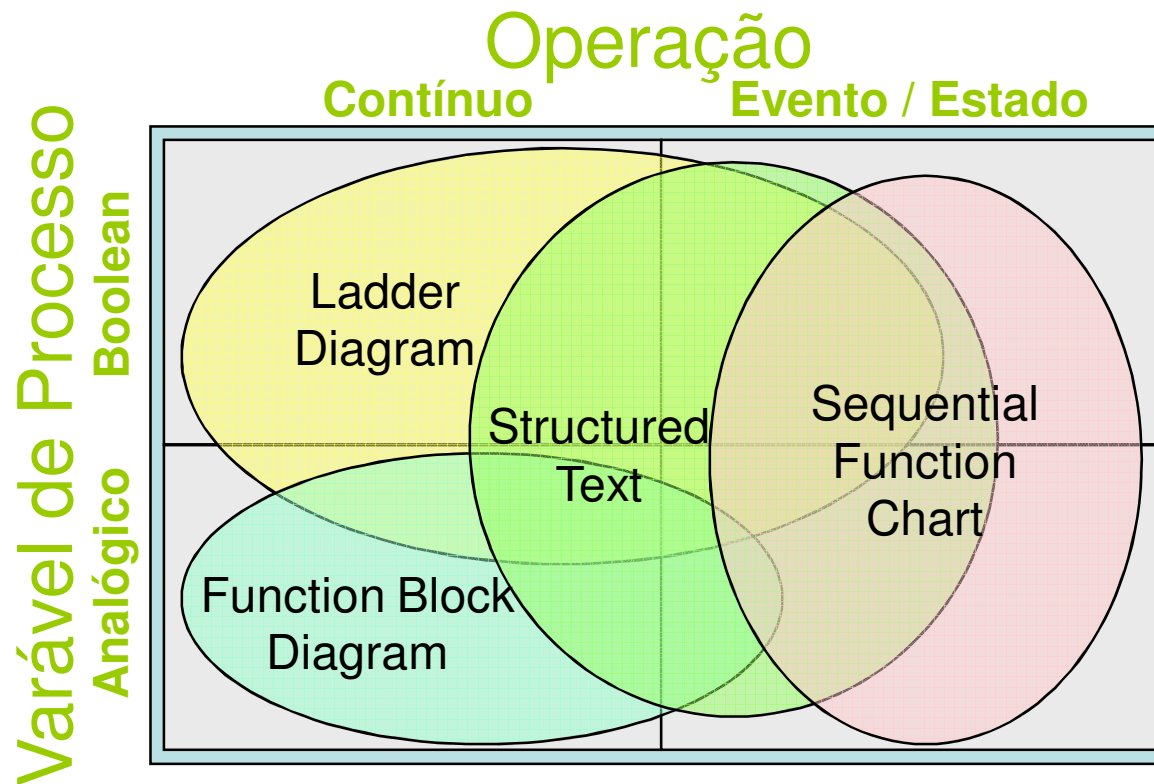 Operação
Contínuo
Evento / Estado
Varável de Processo
Boolean
Analógico
Ladder
Diagram
Structured
Text
Sequential
Function
Chart
Function Block
Diagram